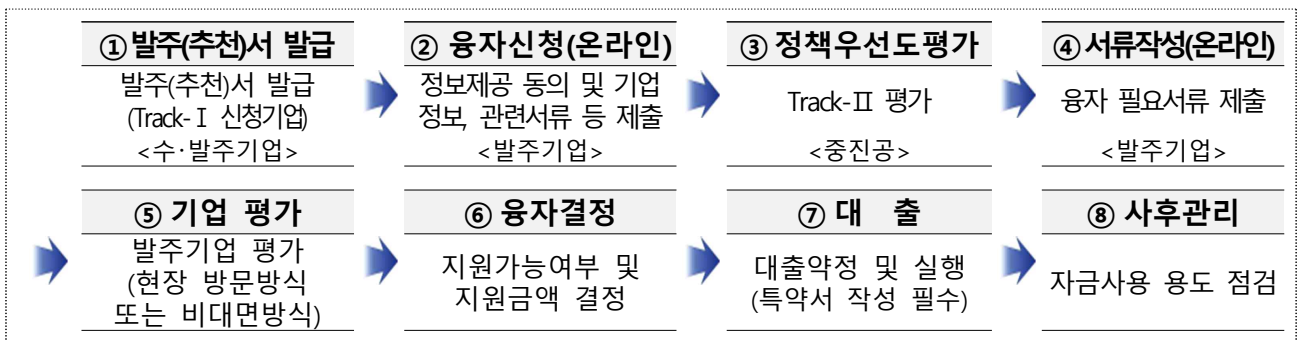 ① 발주(추천)서 발급
② 융자신청(온라인)
③ 정책우선도평가
④ 서류작성(온라인)
발주(추천)서 발급
(Track-Ⅰ 신청기업)
<수·발주기업>
정보제공 동의 및 기업
정보, 관련서류 등 제출
<발주기업>
Track-Ⅱ 평가
<중진공>
융자 필요서류 제출
<발주기업>
⑤ 기업 평가
⑥ 융자결정
⑦ 대 출
⑧ 사후관리
발주기업 평가
(현장 방문방식
또는 비대면방식)
지원가능여부 및
지원금액 결정
대출약정 및 실행
(특약서 작성 필수)
자금사용 용도 점검